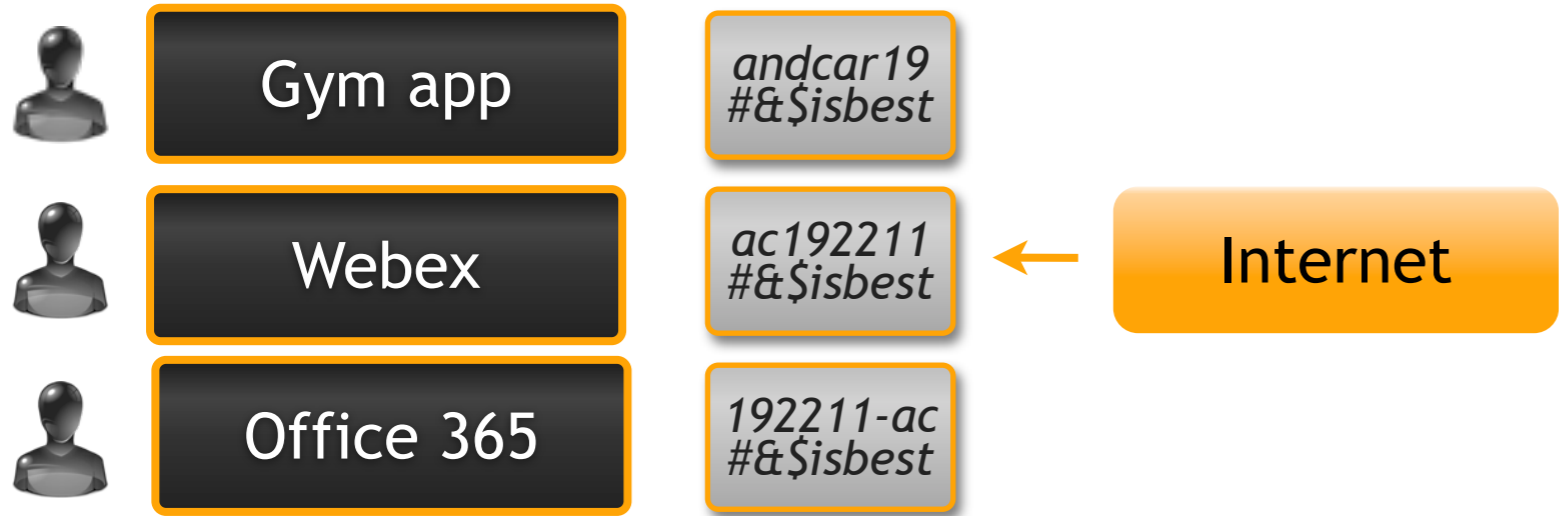 Gym app
andcar19
#&$isbest
Webex
ac192211
#&$isbest
Internet
Office 365
192211-ac
#&$isbest